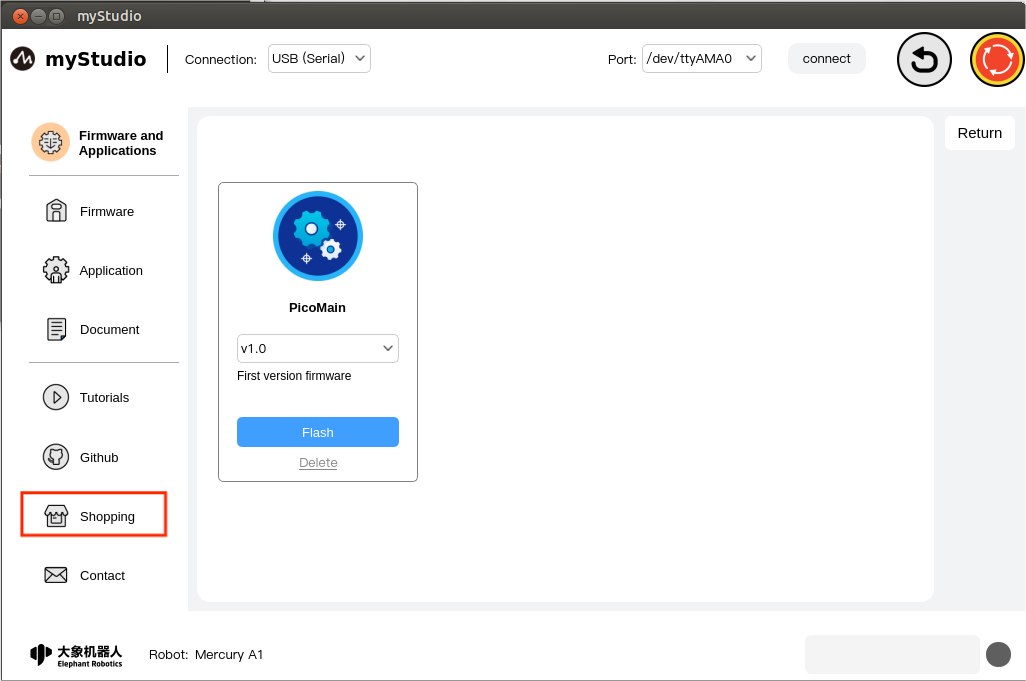 myStudio
myStudio
Connection:
USB (Serial)
Port:
/dev/ttyAMA0
connect
Firmware and
Applications
Return
Firmware
Application
Document
Tutorials
Github
Shopping
Contact
PicoMain
v1.0
First version firmware
Flash
Delete
大象机器人
Elephant Robotics
Robot: Mercury A1